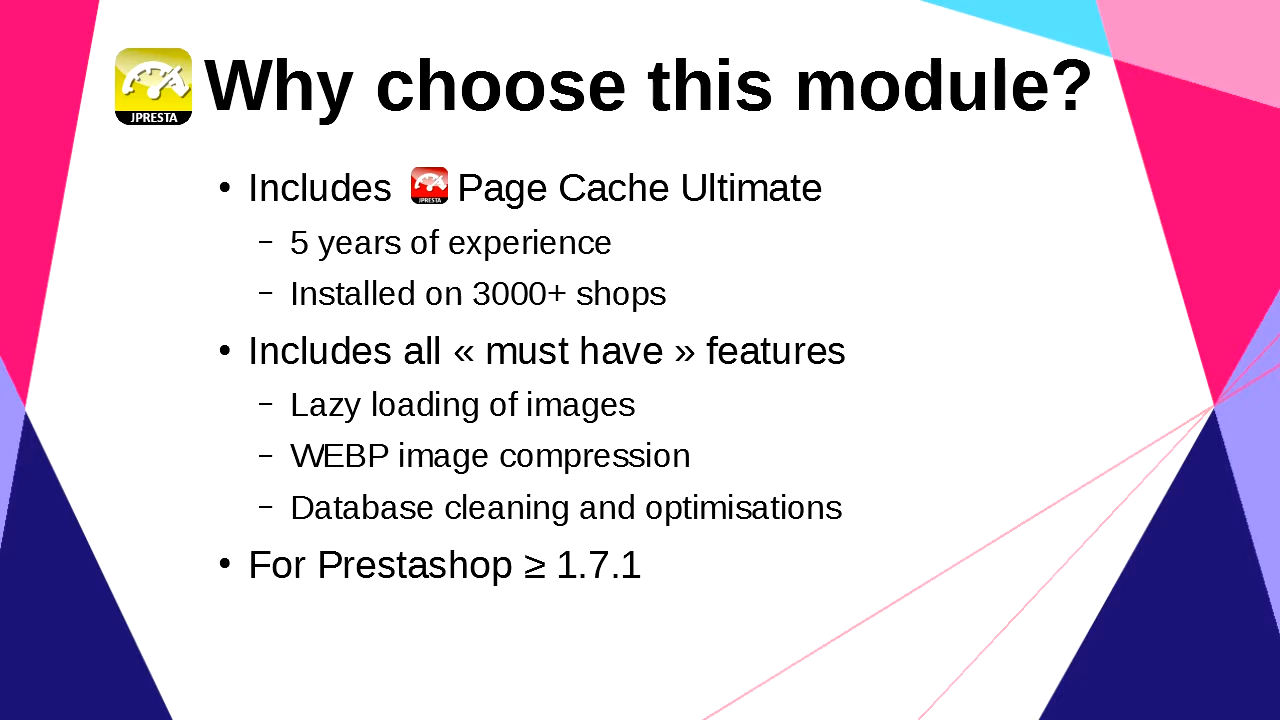 JPRESTA
Why choose this module?
• Includes JPRESTA Page Cache Ultimate
– 5 years of experience
– Installed on 3000+ shops
• Includes all « must have » features
– Lazy loading of images
– WEBP image compression
– Database cleaning and optimisations
• For Prestashop ≥ 1.7.1